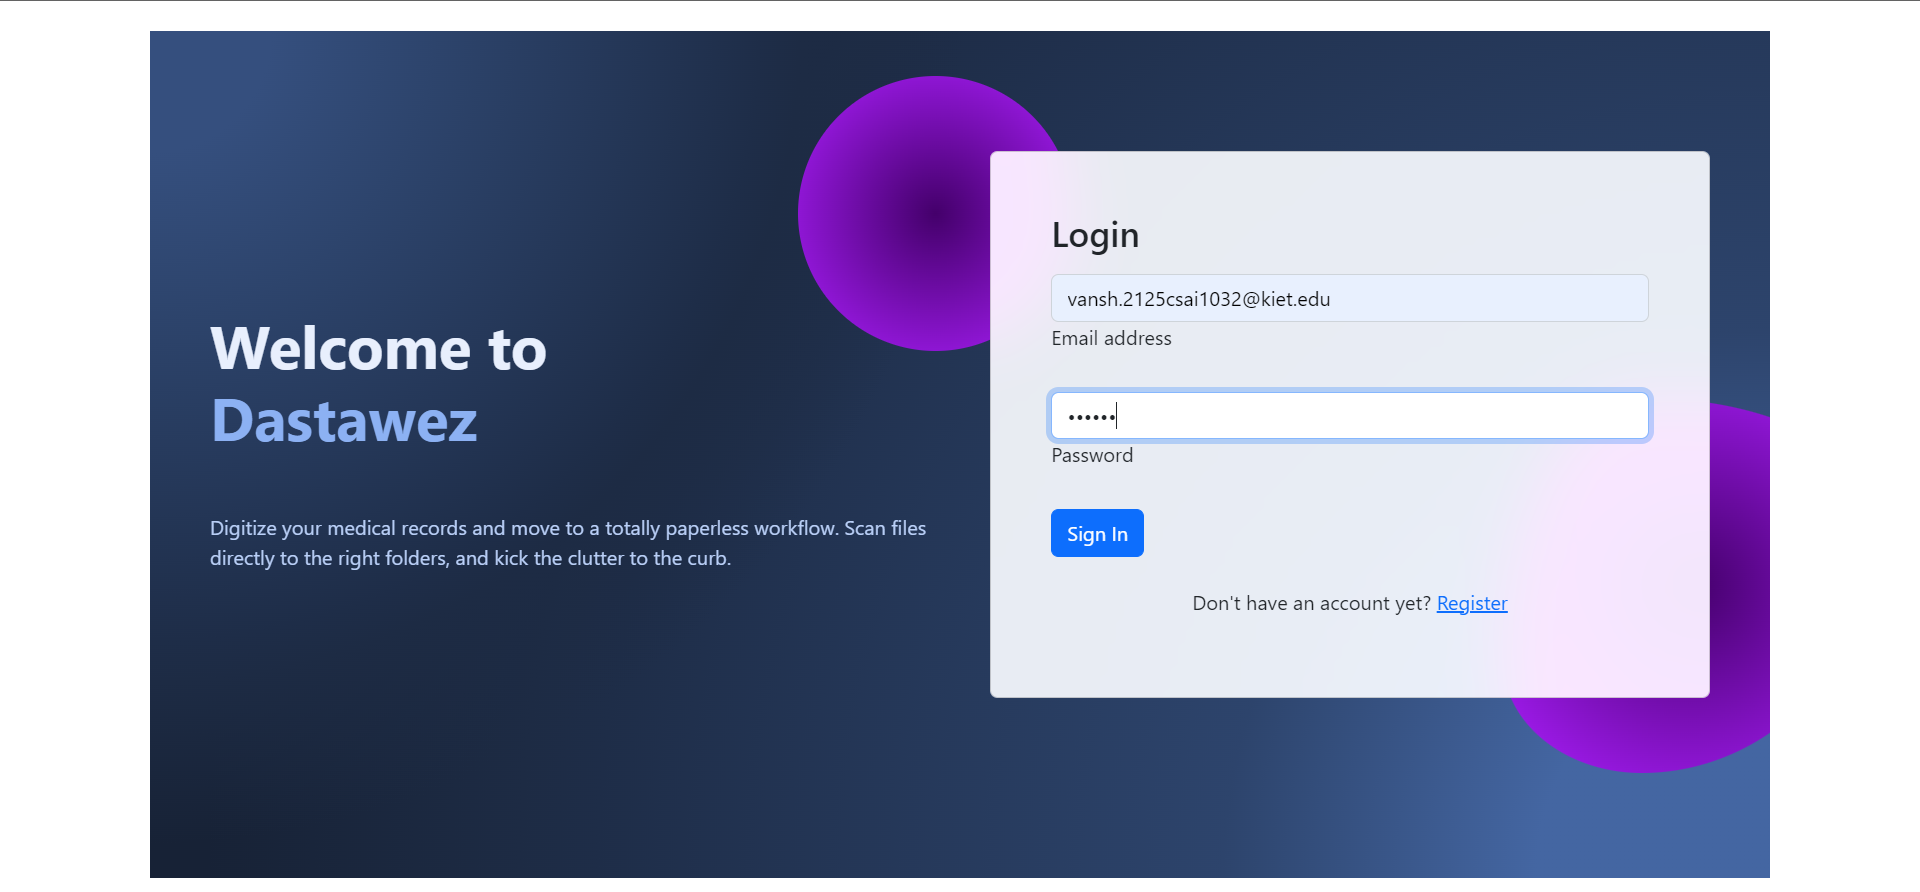 Welcome to
Dastawez
Digitize your medical records and move to a totally paperless workflow. Scan files
directly to the right folders, and kick the clutter to the curb.
Login
vansh.2125csai1032@kiet.edu
Email address
••••••
Password
Sign In
Don't have an account yet? Register